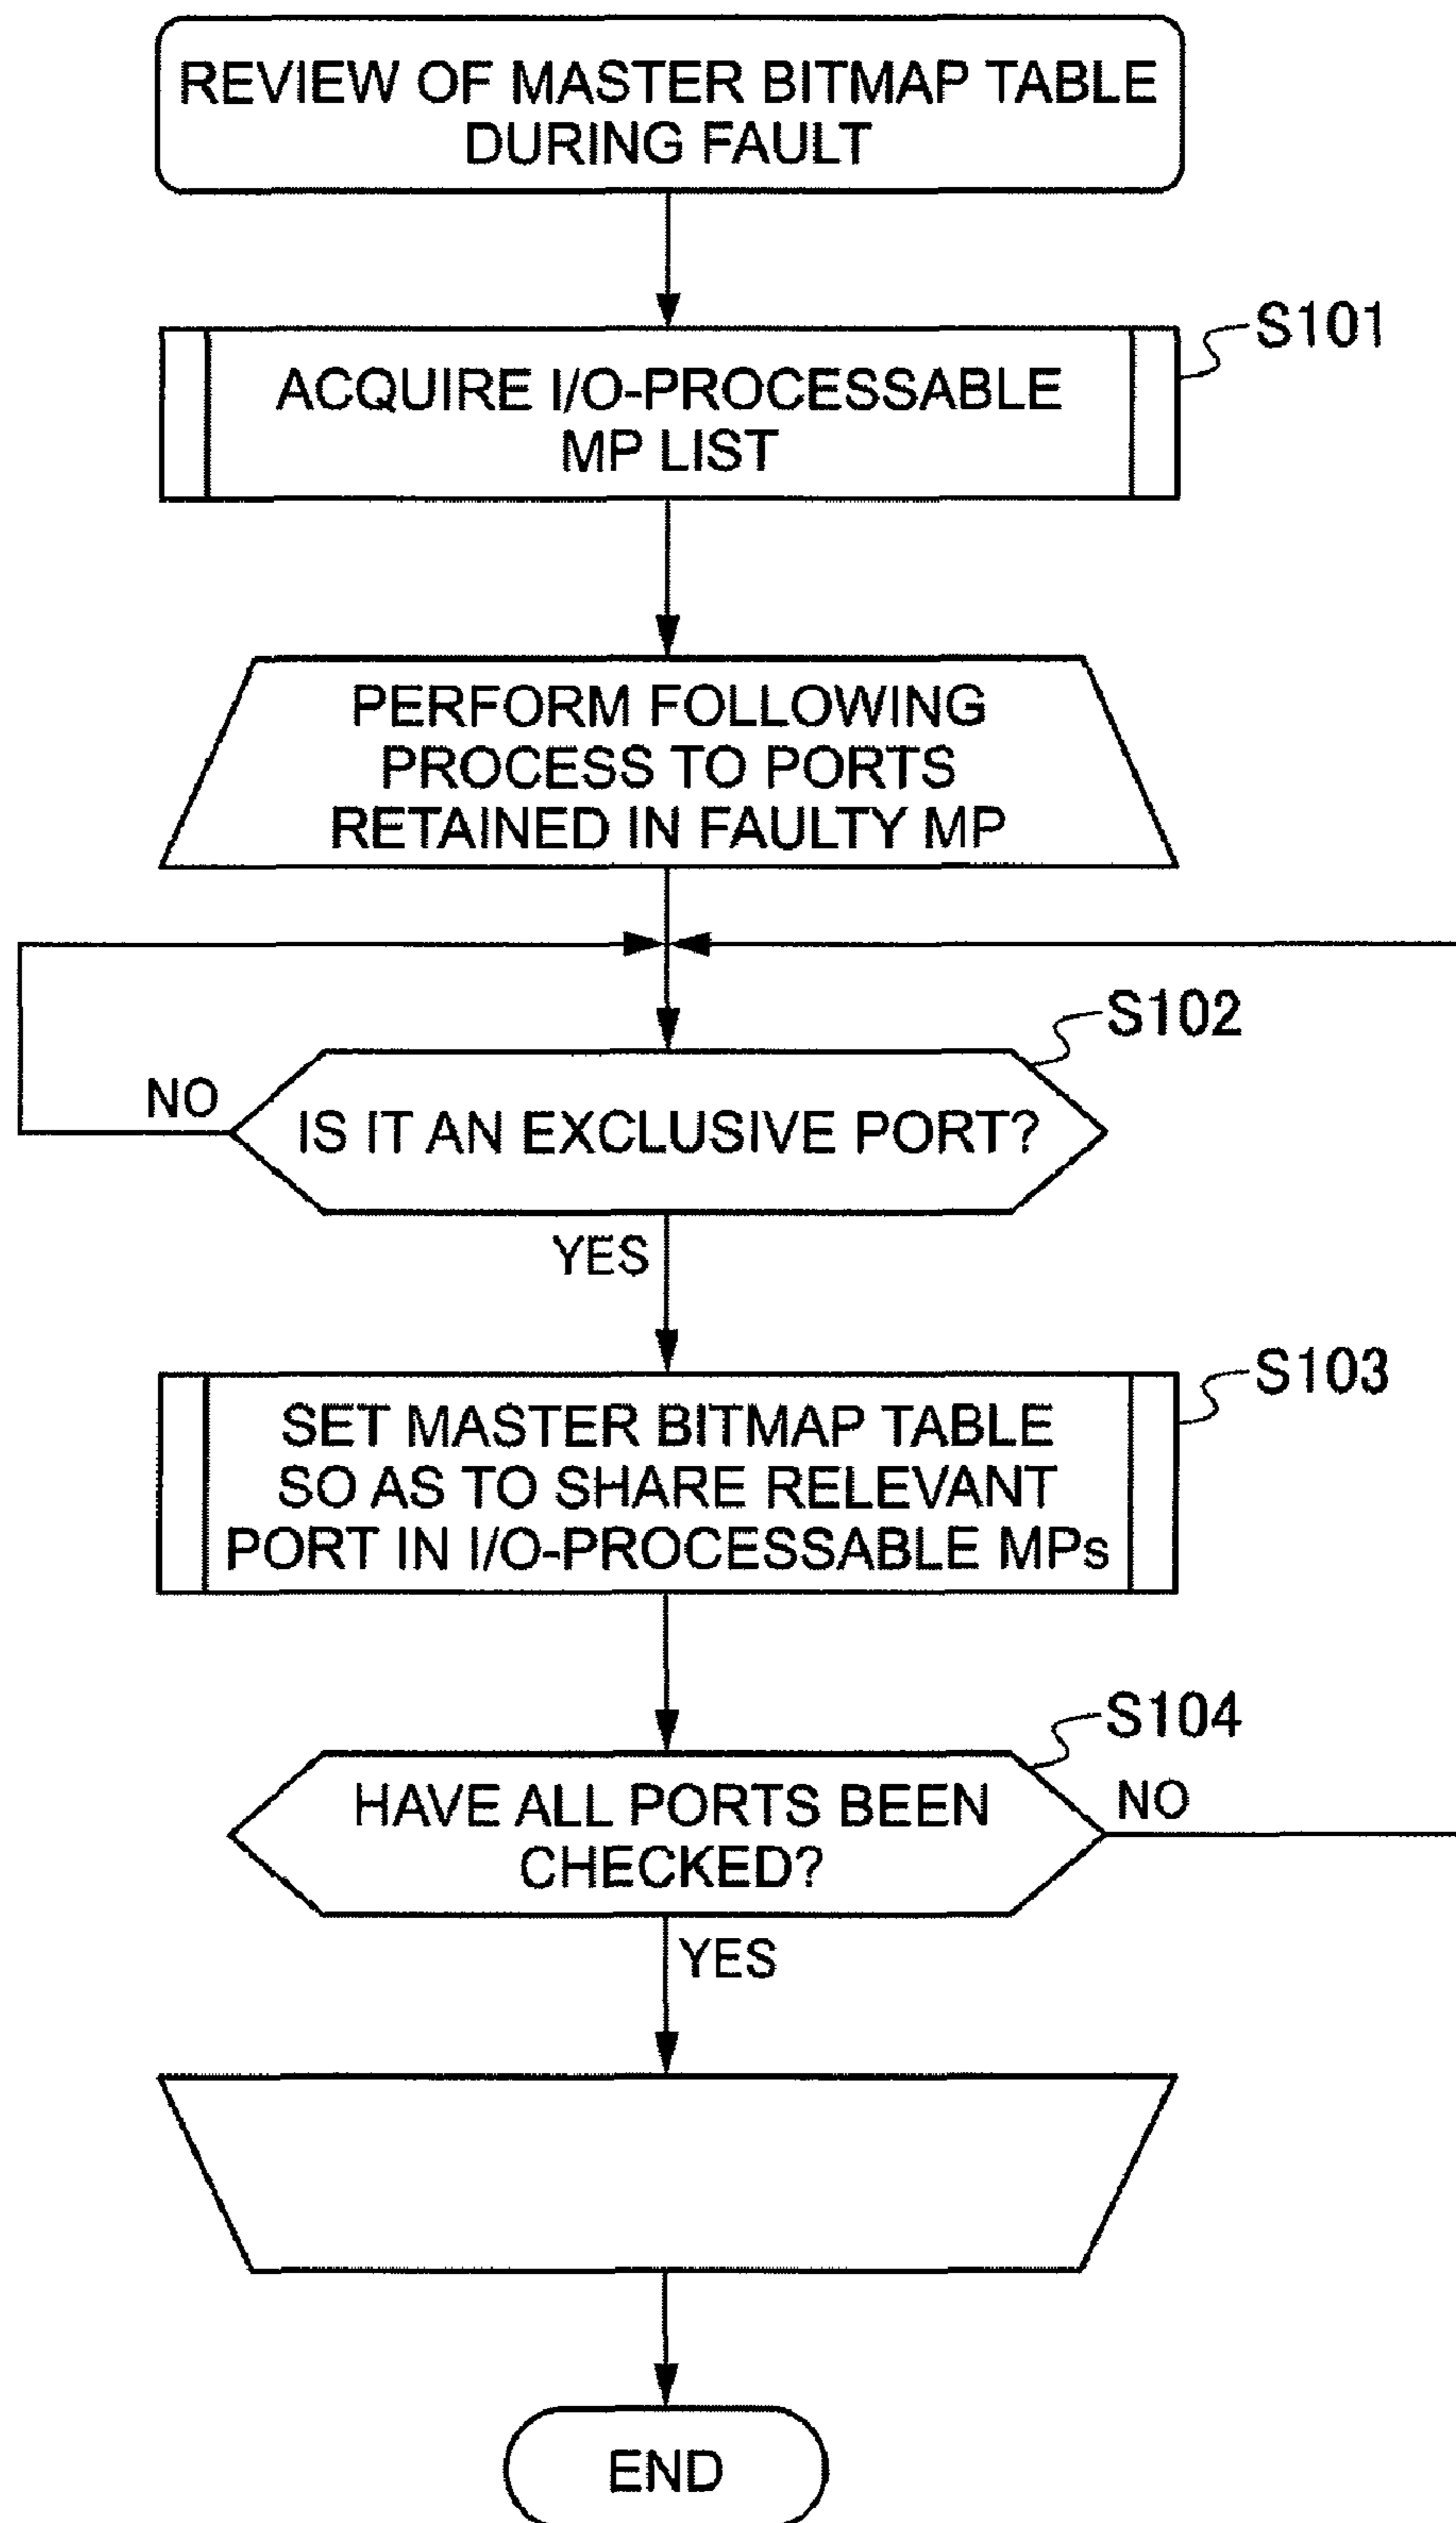 REVIEW OF MASTER BITMAP TABLE
DURING FAULT
S101
ACQUIRE I/O-PROCESSABLE
MP LIST
PERFORM FOLLOWING
PROCESS TO PORTS
RETAINED IN FAULTY MP
S102
NO
IS IT AN EXCLUSIVE PORT?
YES
S103
SET MASTER BITMAP TABLE
SO AS TO SHARE RELEVANT
PORT IN I/O-PROCESSABLE MPs
S104
HAVE ALL PORTS BEEN
CHECKED?
NO
YES
END